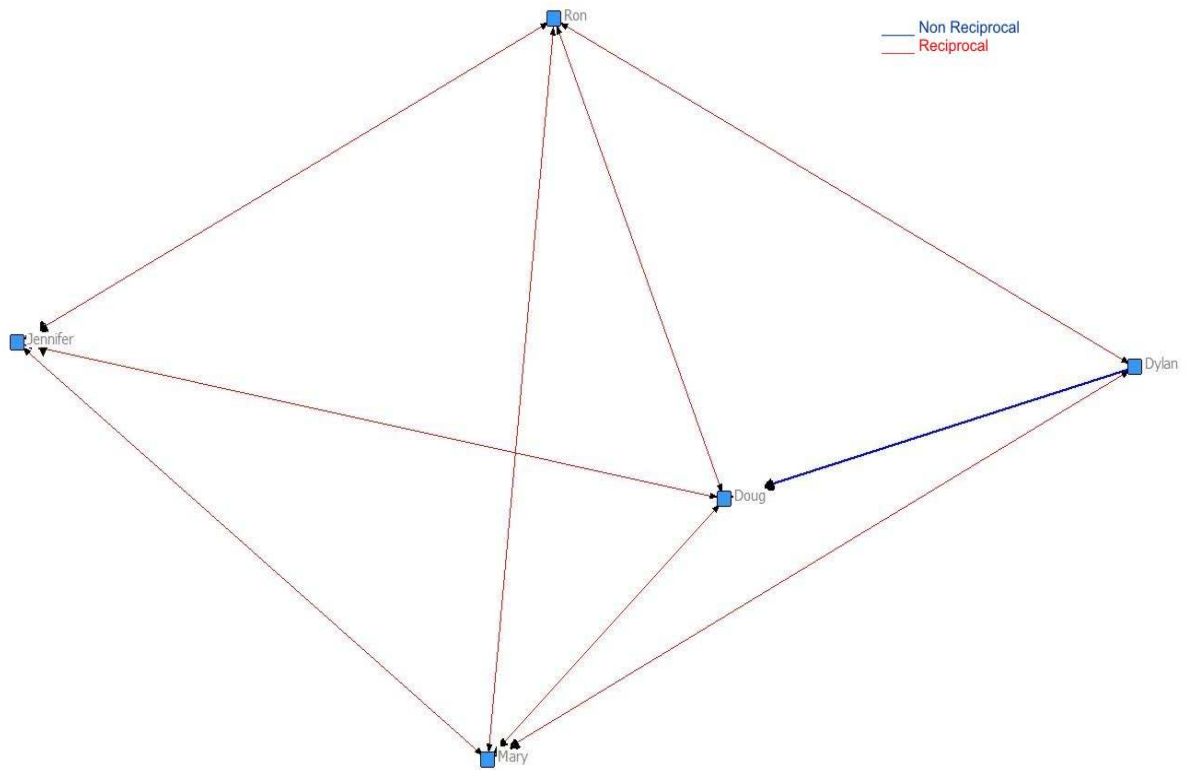 Ron
Non Reciprocal
Reciprocal
Jennifer
Dylan
Doug
Mary